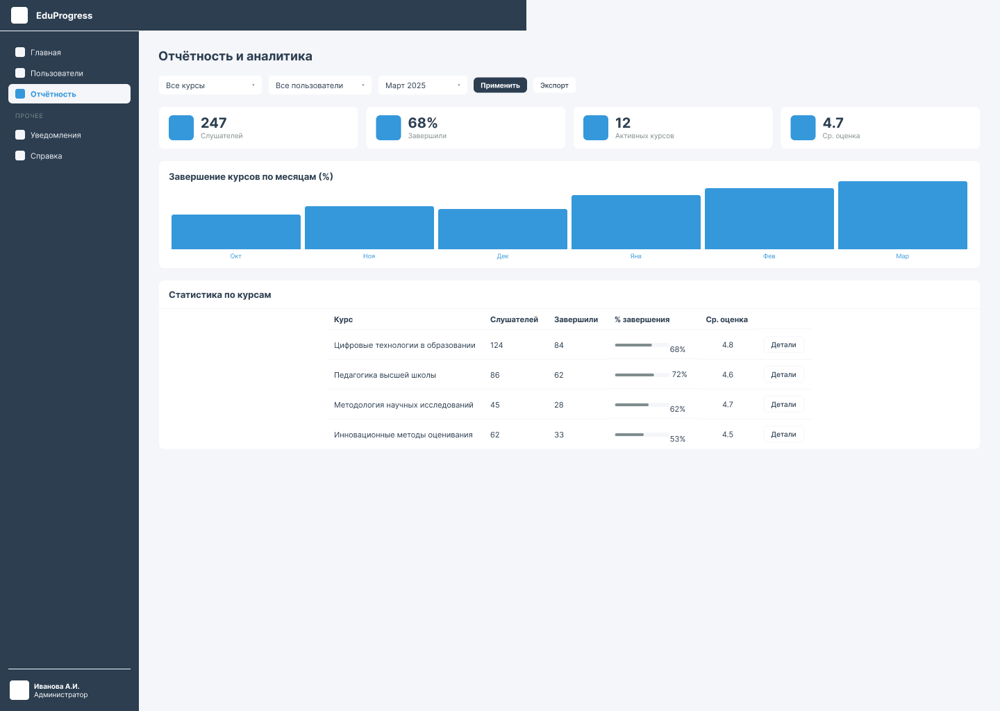 EduProgress
Главная
Пользователи
Отчётность
ПРОЧЕЕ
Уведомления
Справка
Иванова А.И.
Администратор
Отчётность и аналитика
Все курсы
Все пользователи
Март 2025
Применить
Экспорт
247
Слушателей
68%
Завершили
12
Активных курсов
4.7
Ср. оценка
Завершение курсов по месяцам (%)
Окт Ноя Дек Янв Фев Мар
Статистика по курсам
Курс Слушателей Завершили % завершения Ср. оценка
Цифровые технологии в образовании 124 84 68% 4.8 Детали
Педагогика высшей школы 86 62 72% 4.6 Детали
Методология научных исследований 45 28 62% 4.7 Детали
Инновационные методы оценивания 62 33 53% 4.5 Детали